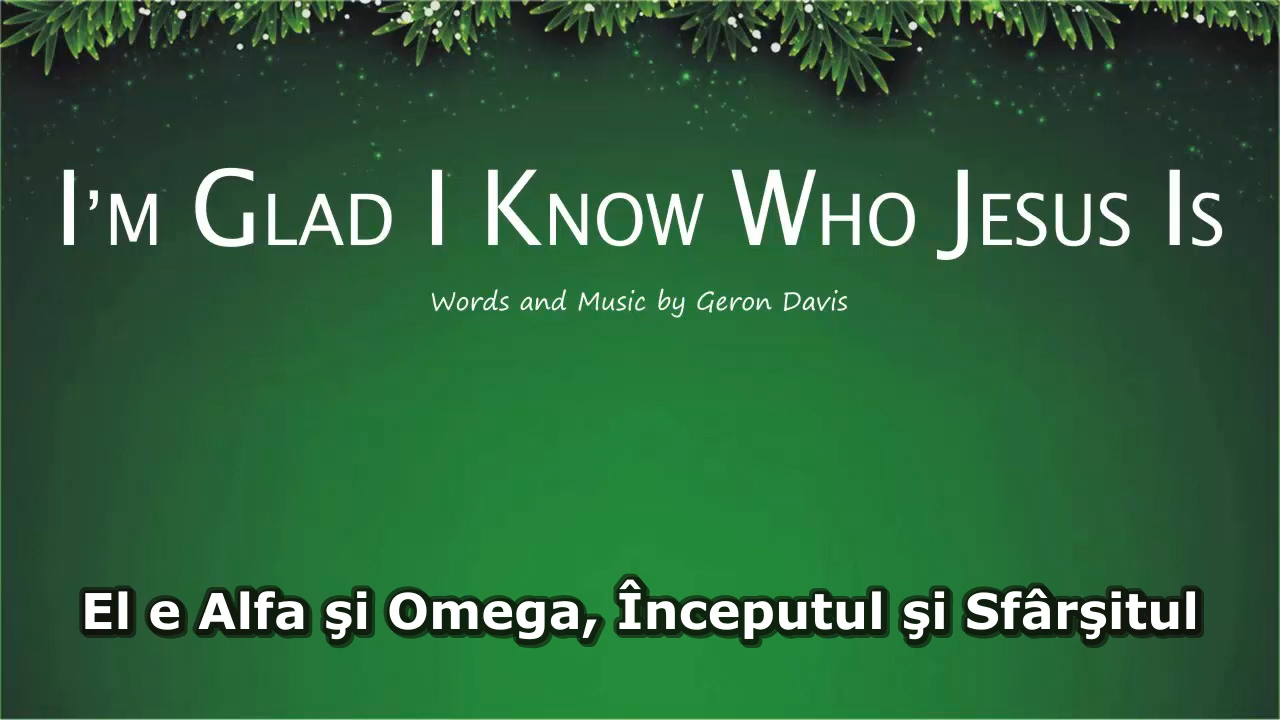 I’m Glad I Know Who Jesus Is
Words and Music by Geron Davis
El e Alfa şi Omega, Începutul şi Sfârşitul